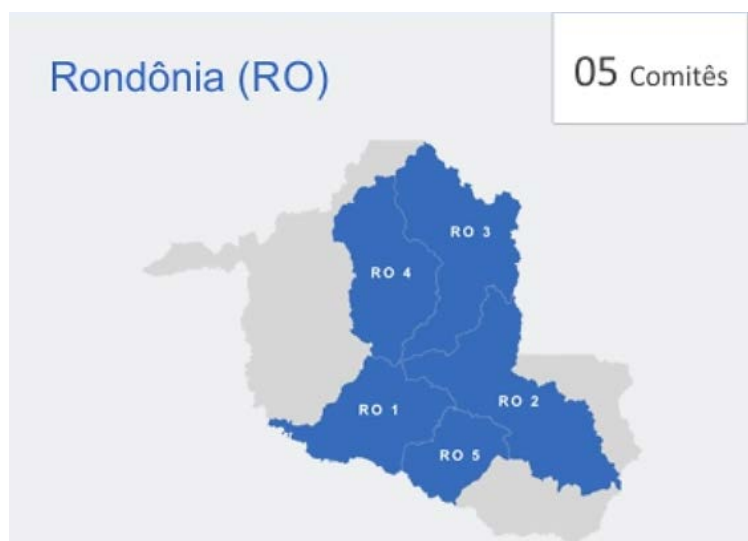 Rondônia (RO)
05 Comitês
RO 3
RO 4
RO 2
RO 1
RO 5